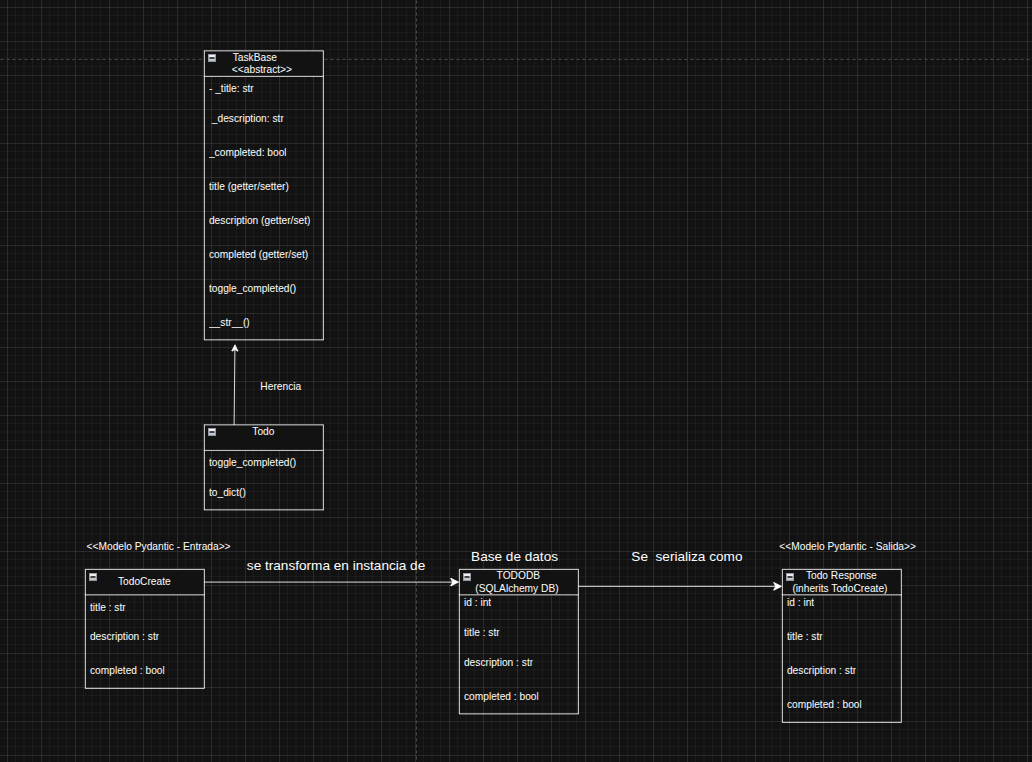 TaskBase
<<abstract>>
- _title: str
_description: str
_completed: bool
title (getter/setter)
description (getter/set)
completed (getter/set)
toggle_completed()
__str__()
Herencia
Todo
toggle_completed()
to_dict()
<<Modelo Pydantic - Entrada>>
TodoCreate
title : str
description : str
completed : bool
se transforma en instancia de
Base de datos
TODODB
(SQLAlchemy DB)
id : int
title : str
description : str
completed : bool
Se serializa como
<<Modelo Pydantic - Salida>>
Todo Response
(inherits TodoCreate)
id : int
title : str
description : str
completed : bool